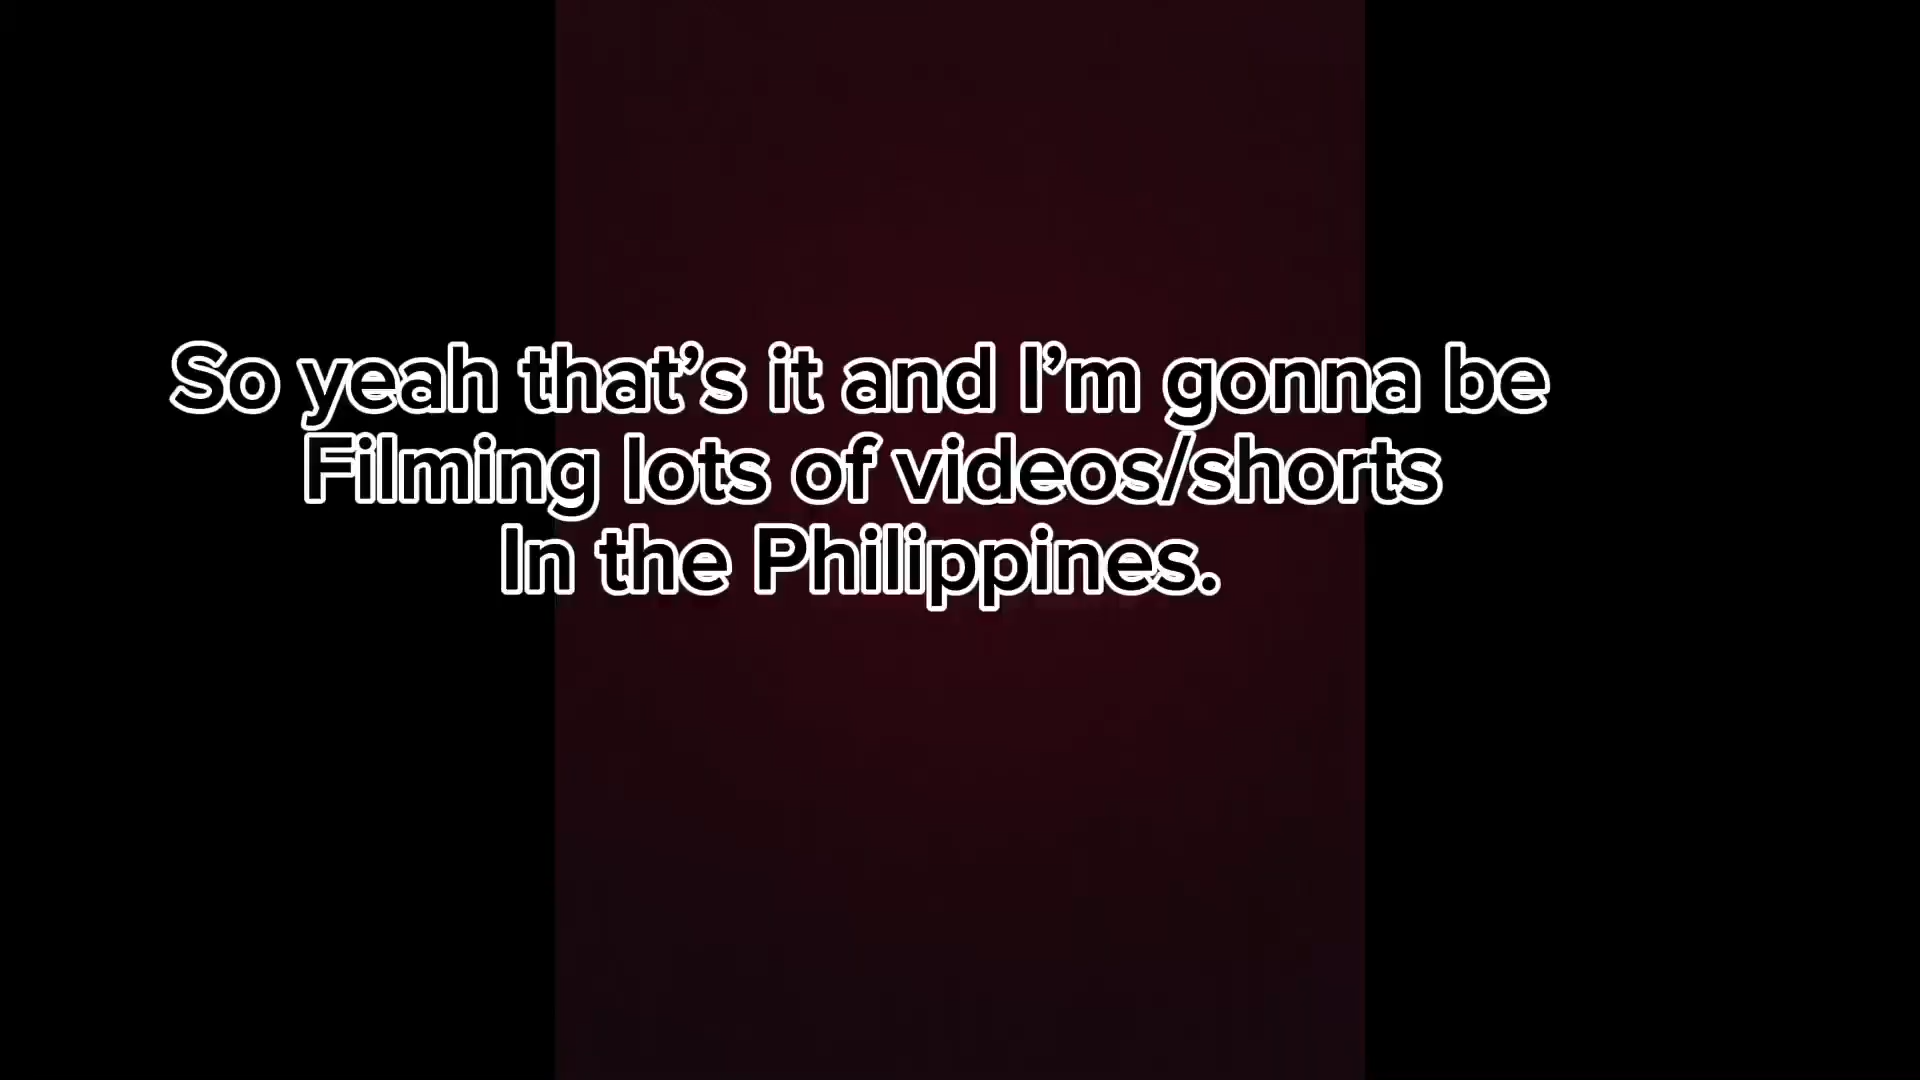 So yeah that’s it and I’m gonna be
Filming lots of videos/shorts
In the Philippines.